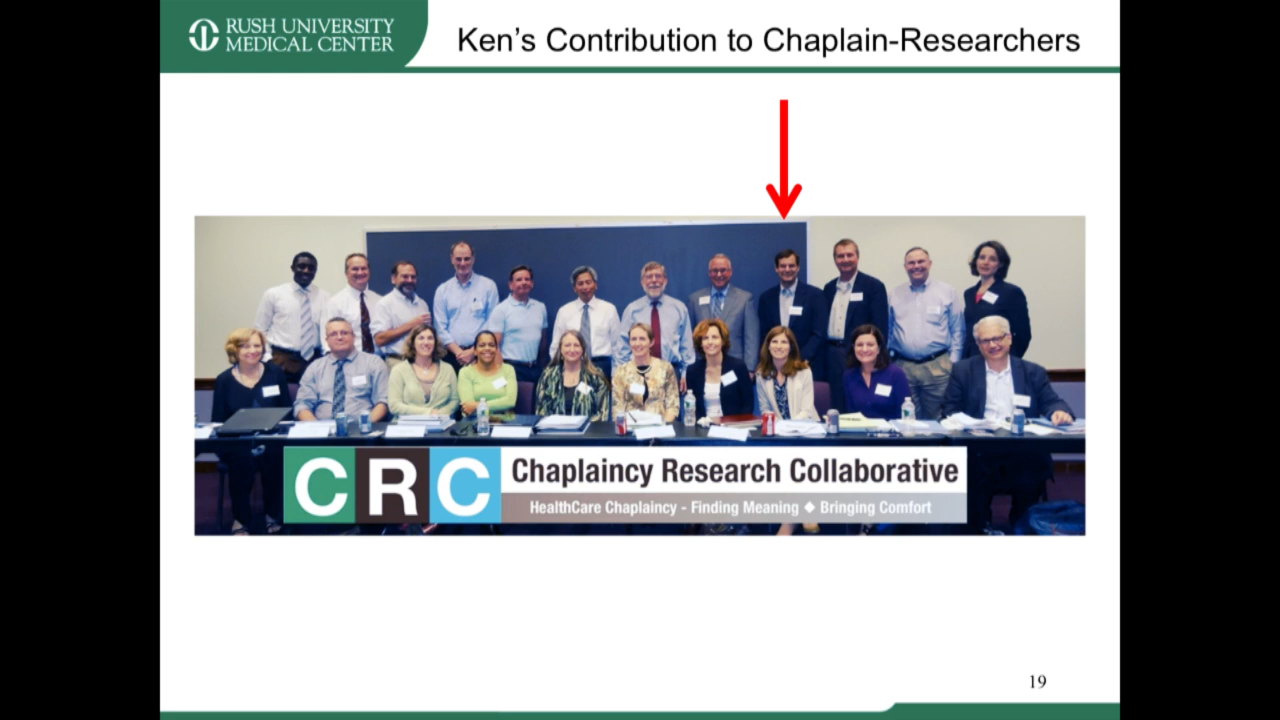 RUSH UNIVERSITY
MEDICAL CENTER
Ken’s Contribution to Chaplain-Researchers
CRC
Chaplaincy Research Collaborative
HealthCare Chaplaincy - Finding Meaning ◆ Bringing Comfort
19